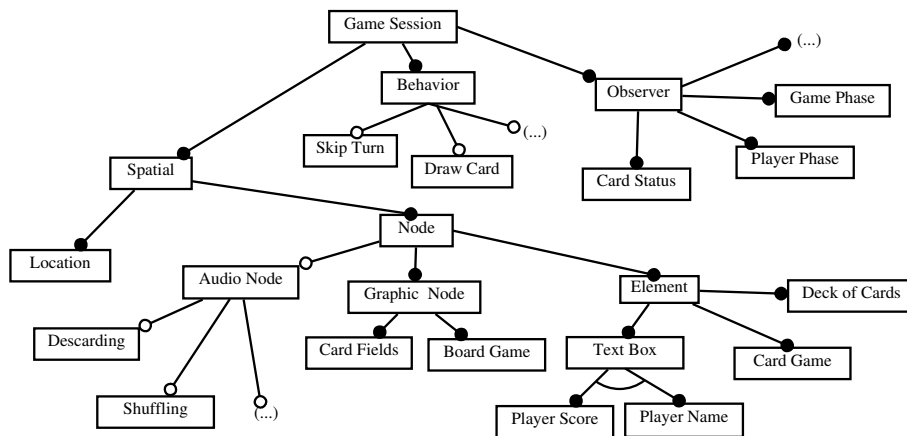 Game Session
(...)
Behavior
Observer
Game Phase
Skip Turn
(...)
Draw Card
Card Status
Player Phase
Spatial
Node
Location
Audio Node
Graphic Node
Element
Deck of Cards
Descarding
Card Fields
Board Game
Text Box
Card Game
Shuffling
(...)
Player Score
Player Name